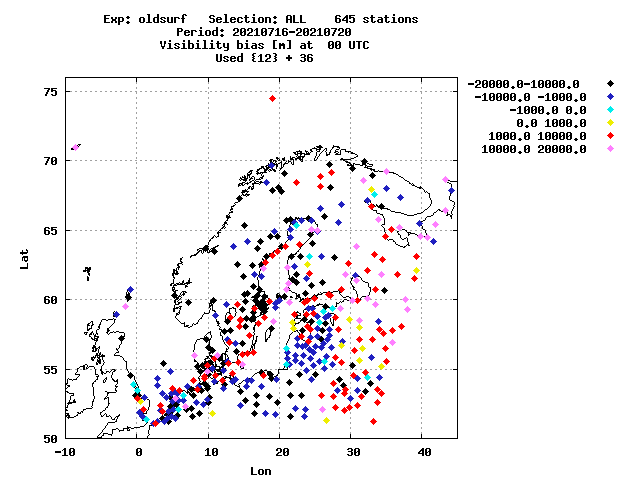 Exp: oldsurf   Selection: ALL    645 stations
Period: 20210716-20210720
Visibility bias [m] at  00 UTC
Used {12} + 36
-20000.0-10000.0
-10000.0 -1000.0
-1000.0 0.0
0.0 1000.0
1000.0 10000.0
10000.0 20000.0
75
70
65
60
55
50
Lat
-10 0 10 20 30 40
Lon